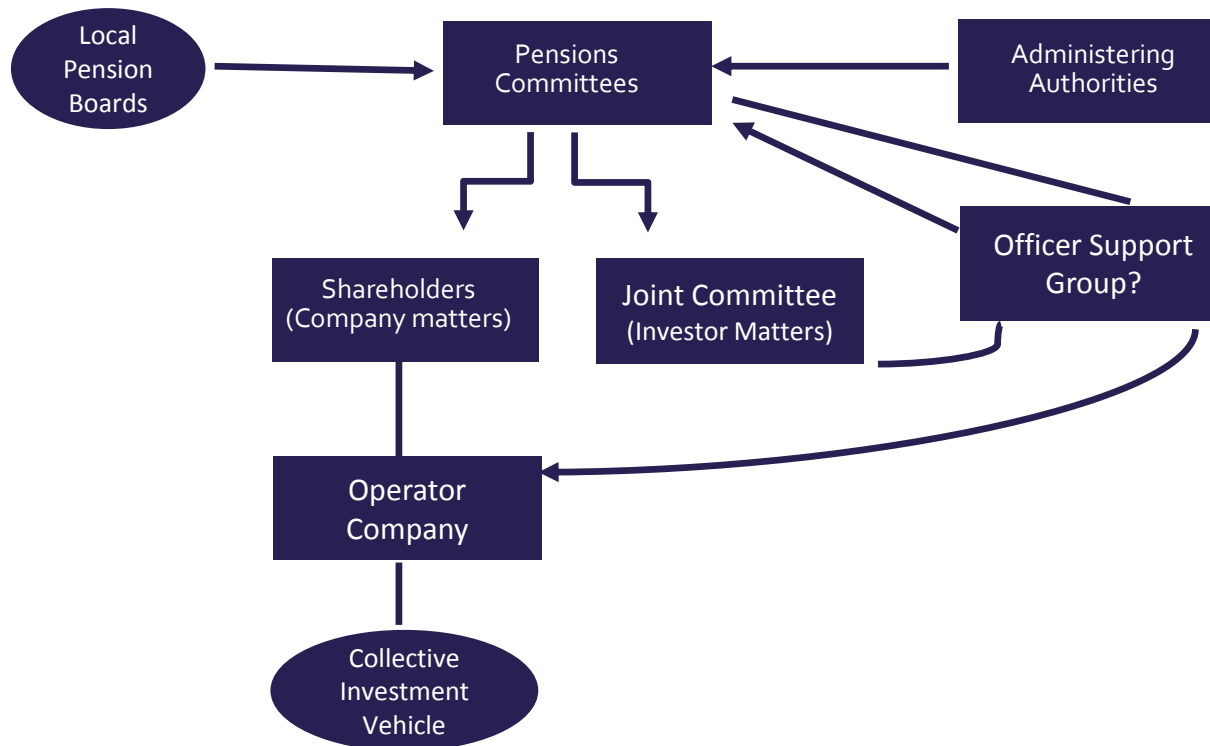 Local
Pension
Boards
Pensions
Committees
Administering
Authorities
Officer Support
Group?
Shareholders
(Company matters)
Joint Committee
(Investor Matters)
Operator
Company
Collective
Investment
Vehicle